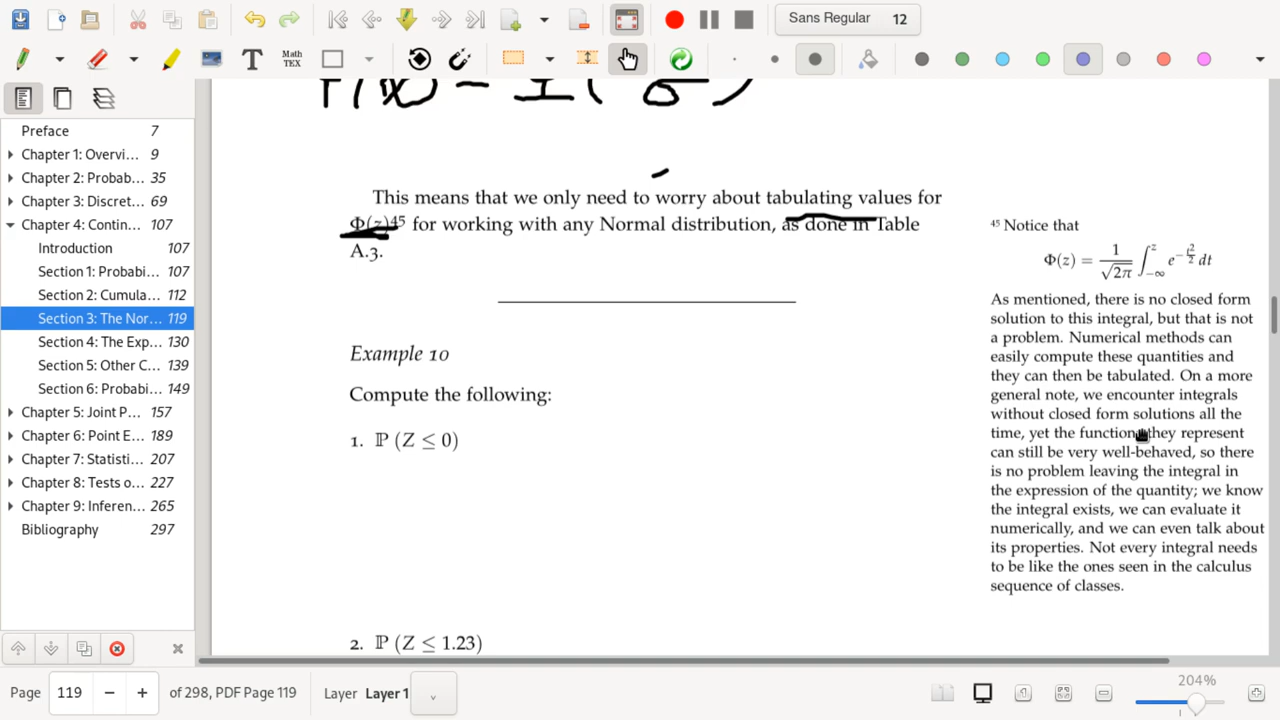 Sans Regular 12
Math
TEX
Preface 7
Chapter 1: Overvi... 9
Chapter 2: Probab... 35
Chapter 3: Discret... 69
Chapter 4: Contin... 107
Introduction 107
Section 1: Probabi... 107
Section 2: Cumula... 112
Section 3: The Nor... 119
Section 4: The Exp... 130
Section 5: Other C... 139
Section 6: Probabi... 149
Chapter 5: Joint P... 157
Chapter 6: Point E... 189
Chapter 7: Statisti... 207
Chapter 8: Tests o... 227
Chapter 9: Inferen... 265
Bibliography 297
This means that we only need to worry about tabulating values for
Φ(z)⁴⁵ for working with any Normal distribution, as done in Table
A.3.
Example 10
Compute the following:
1. ℙ (Z ≤ 0)
2. ℙ (Z ≤ 1.23)
⁴⁵ Notice that
Φ(z) = 1/√2π ∫_{-∞}^{z} e^{-t²/2} dt
As mentioned, there is no closed form
solution to this integral, but that is not
a problem. Numerical methods can
easily compute these quantities and
they can then be tabulated. On a more
general note, we encounter integrals
without closed form solutions all the
time, yet the functions they represent
can still be very well-behaved, so there
is no problem leaving the integral in
the expression of the quantity; we know
the integral exists, we can evaluate it
numerically, and we can even talk about
its properties. Not every integral needs
to be like the ones seen in the calculus
sequence of classes.
Page 119 of 298, PDF Page 119 Layer Layer 1
204%